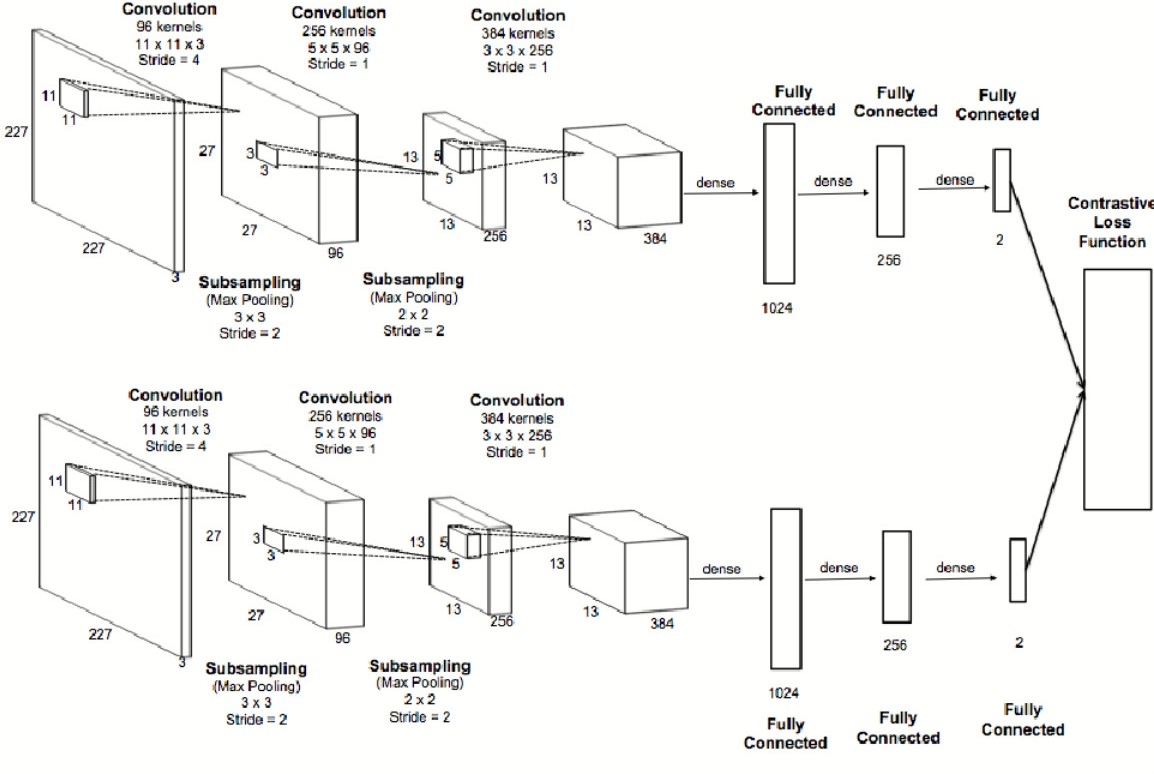 Convolution
96 kernels
11 x 11 x 3
Stride = 4
Convolution
256 kernels
5 x 5 x 96
Stride = 1
Convolution
384 kernels
3 x 3 x 256
Stride = 1
11
11
227
227
3
3
3
27
27
96
5
5
13
13
256
13
13
384
Subsampling
(Max Pooling)
3 x 3
Stride = 2
Subsampling
(Max Pooling)
2 x 2
Stride = 2
dense
Fully
Connected
1024
dense
Fully
Connected
256
dense
Fully
Connected
2
Contrastive
Loss
Function
Convolution
96 kernels
11 x 11 x 3
Stride = 4
Convolution
256 kernels
5 x 5 x 96
Stride = 1
Convolution
384 kernels
3 x 3 x 256
Stride = 1
11
11
227
227
3
3
3
27
27
96
5
5
13
13
256
13
13
384
Subsampling
(Max Pooling)
3 x 3
Stride = 2
Subsampling
(Max Pooling)
2 x 2
Stride = 2
dense
1024
Fully
Connected
dense
256
Fully
Connected
dense
2
Fully
Connected